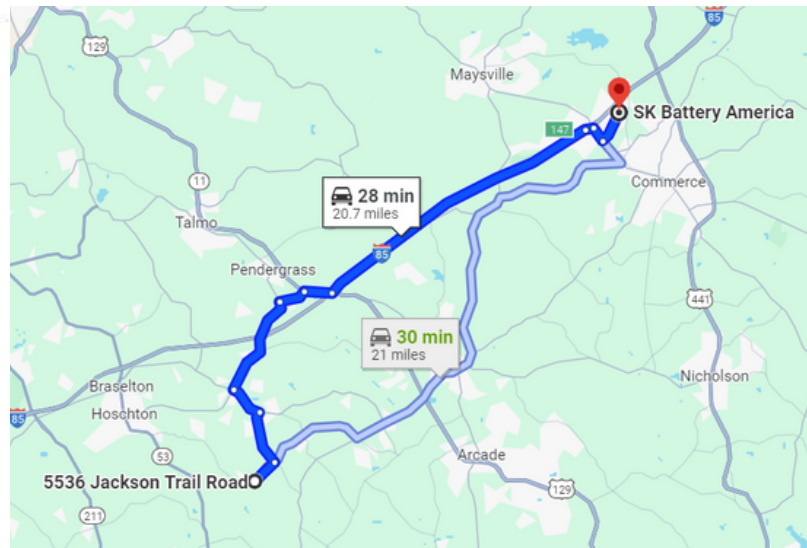 85
129
Maysville
SK Battery America
147
Commerce
11
28 min
20.7 miles
Talmo
85
Pendergrass
441
30 min
21 miles
Braselton
Nicholson
85
Hoschton
53
Arcade
5536 Jackson Trail Road
129
211